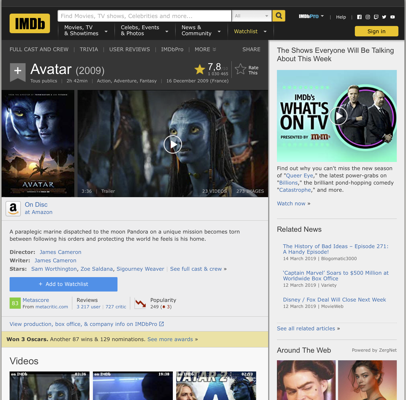 IMDb
Find Movies, TV shows, Celebrities and more...
All
IMDbPro
Help
Movies, TV & Showtimes
Celebs, Events & Photos
News & Community
Watchlist
Sign in
FULL CAST AND CREW | TRIVIA | USER REVIEWS | IMDbPro | MORE
SHARE
Avatar (2009)
7,8
Rate This
Tous publics | 2h 42min | Action, Adventure, Fantasy | 16 December 2009 (France)
AVATAR
3:36 | Trailer
23 VIDEOS
275 IMAGES
On Disc
at Amazon
A paraplegic marine dispatched to the moon Pandora on a unique mission becomes torn
between following his orders and protecting the world he feels is his home.
Director: James Cameron
Writer: James Cameron
Stars: Sam Worthington, Zoe Saldana, Sigourney Weaver | See full cast & crew »
+ Add to Watchlist
83
Metascore
From metacritic.com
Reviews
3 217 user | 727 critic
Popularity
249
View production, box office, & company info on IMDbPro
Won 3 Oscars. Another 87 wins & 129 nominations. See more awards »
Videos
The Shows Everyone Will Be Talking
About This Week
IMDb's
WHAT'S
ON TV
PRESENTED BY
Find out why you can't miss the new season
of "Queer Eye," the latest power-grabs on
"Billions," the brilliant pond-hopping comedy
"Catastrophe," and more.
Watch now »
Related News
The History of Bad Ideas – Episode 271:
A Handy Episode!
14 March 2019 | Blogomatic3000
'Captain Marvel' Soars to $500 Million at
Worldwide Box Office
12 March 2019 | Variety
Disney / Fox Deal Will Close Next Week
12 March 2019 | MovieWeb
See all related articles »
Around The Web
Powered by ZergNet